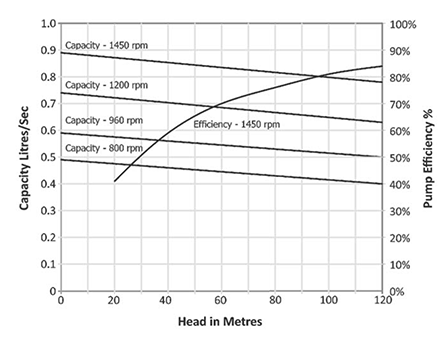 1.0
0.9
0.8
0.7
0.6
0.5
0.4
0.3
0.2
0.1
0
Capacity Litres/Sec
Capacity - 1450 rpm
Capacity - 1200 rpm
Capacity - 960 rpm
Efficiency - 1450 rpm
Capacity - 800 rpm
100%
90%
80%
70%
60%
50%
40%
30%
20%
10%
0%
Pump Efficiency %
0 20 40 60 80 100 120
Head in Metres